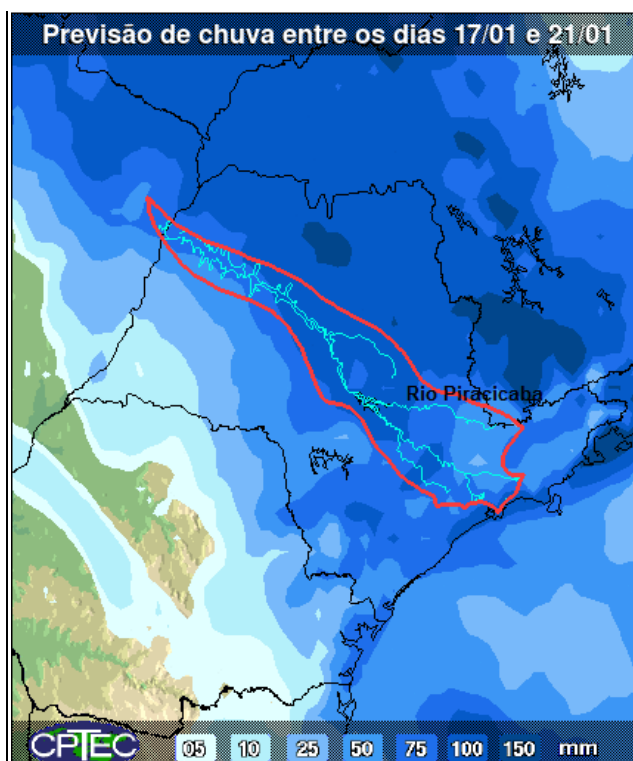 Previsão de chuva entre os dias 17/01 e 21/01
Rio Piracicaba
CPTEC 05 10 25 50 75 100 150 mm